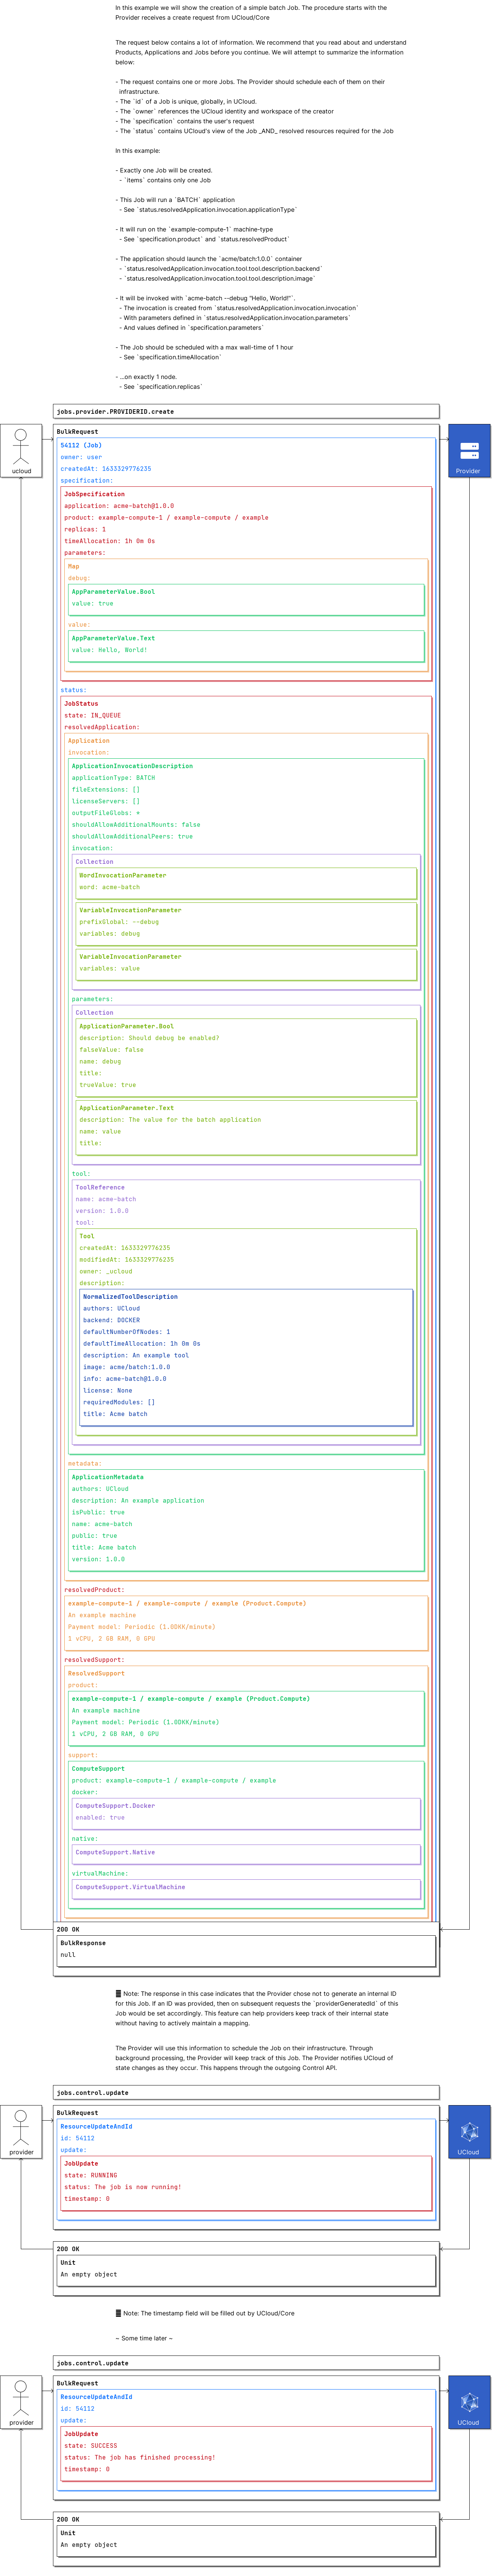 In this example we will show the creation of a simple batch Job. The procedure starts with the
Provider receives a create request from UCloud/Core
The request below contains a lot of information. We recommend that you read about and understand
Products, Applications and Jobs before you continue. We will attempt to summarize the information
below:
- The request contains one or more Jobs. The Provider should schedule each of them on their
infrastructure.
- The `id` of a Job is unique, globally, in UCloud.
- The `owner` references the UCloud identity and workspace of the creator
- The `specification` contains the user's request
- The `status` contains UCloud's view of the Job _AND_ resolved resources required for the Job
In this example:
- Exactly one Job will be created.
- `items` contains only one Job
- This Job will run a `BATCH` application
- See `status.resolvedApplication.invocation.applicationType`
- It will run on the `example-compute-1` machine-type
- See `specification.product` and `status.resolvedProduct`
- The application should launch the `acme/batch:1.0.0` container
- `status.resolvedApplication.invocation.tool.tool.description.backend`
- `status.resolvedApplication.invocation.tool.tool.description.image`
- It will be invoked with `acme-batch --debug "Hello, World!"`.
- The invocation is created from `status.resolvedApplication.invocation.invocation`
- With parameters defined in `status.resolvedApplication.invocation.parameters`
- And values defined in `specification.parameters`
- The Job should be scheduled with a max wall-time of 1 hour
- See `specification.timeAllocation`
- ...on exactly 1 node.
- See `specification.replicas`
jobs.provider.PROVIDERID.create
ucloud
Provider
BulkRequest
54112 (Job)
owner: user
createdAt: 1633329776235
specification:
JobSpecification
application: acme-batch@1.0.0
product: example-compute-1 / example-compute / example
replicas: 1
timeAllocation: 1h 0m 0s
parameters:
Map
debug:
AppParameterValue.Bool
value: true
value:
AppParameterValue.Text
value: Hello, World!
status:
JobStatus
state: IN_QUEUE
resolvedApplication:
Application
invocation:
ApplicationInvocationDescription
applicationType: BATCH
fileExtensions: []
licenseServers: []
outputFileGlobs: *
shouldAllowAdditionalMounts: false
shouldAllowAdditionalPeers: true
invocation:
Collection
WordInvocationParameter
word: acme-batch
VariableInvocationParameter
prefixGlobal: --debug
variables: debug
VariableInvocationParameter
variables: value
parameters:
Collection
ApplicationParameter.Bool
description: Should debug be enabled?
falseValue: false
name: debug
title:
trueValue: true
ApplicationParameter.Text
description: The value for the batch application
name: value
title:
tool:
ToolReference
name: acme-batch
version: 1.0.0
tool:
Tool
createdAt: 1633329776235
modifiedAt: 1633329776235
owner: _ucloud
description:
NormalizedToolDescription
authors: UCloud
backend: DOCKER
defaultNumberOfNodes: 1
defaultTimeAllocation: 1h 0m 0s
description: An example tool
image: acme/batch:1.0.0
info: acme-batch@1.0.0
license: None
requiredModules: []
title: Acme batch
metadata:
ApplicationMetadata
authors: UCloud
description: An example application
isPublic: true
name: acme-batch
public: true
title: Acme batch
version: 1.0.0
resolvedProduct:
example-compute-1 / example-compute / example (Product.Compute)
An example machine
Payment model: Periodic (1.0DKK/minute)
1 vCPU, 2 GB RAM, 0 GPU
resolvedSupport:
ResolvedSupport
product:
example-compute-1 / example-compute / example (Product.Compute)
An example machine
Payment model: Periodic (1.0DKK/minute)
1 vCPU, 2 GB RAM, 0 GPU
support:
ComputeSupport
product: example-compute-1 / example-compute / example
docker:
ComputeSupport.Docker
enabled: true
native:
ComputeSupport.Native
virtualMachine:
ComputeSupport.VirtualMachine
200 OK
BulkResponse
null
Note: The response in this case indicates that the Provider chose not to generate an internal ID
for this Job. If an ID was provided, then on subsequent requests the `providerGeneratedId` of this
Job would be set accordingly. This feature can help providers keep track of their internal state
without having to actively maintain a mapping.
The Provider will use this information to schedule the Job on their infrastructure. Through
background processing, the Provider will keep track of this Job. The Provider notifies UCloud of
state changes as they occur. This happens through the outgoing Control API.
jobs.control.update
provider
UCloud
BulkRequest
ResourceUpdateAndId
id: 54112
update:
JobUpdate
state: RUNNING
status: The job is now running!
timestamp: 0
200 OK
Unit
An empty object
Note: The timestamp field will be filled out by UCloud/Core
~ Some time later ~
jobs.control.update
provider
UCloud
BulkRequest
ResourceUpdateAndId
id: 54112
update:
JobUpdate
state: SUCCESS
status: The job has finished processing!
timestamp: 0
200 OK
Unit
An empty object